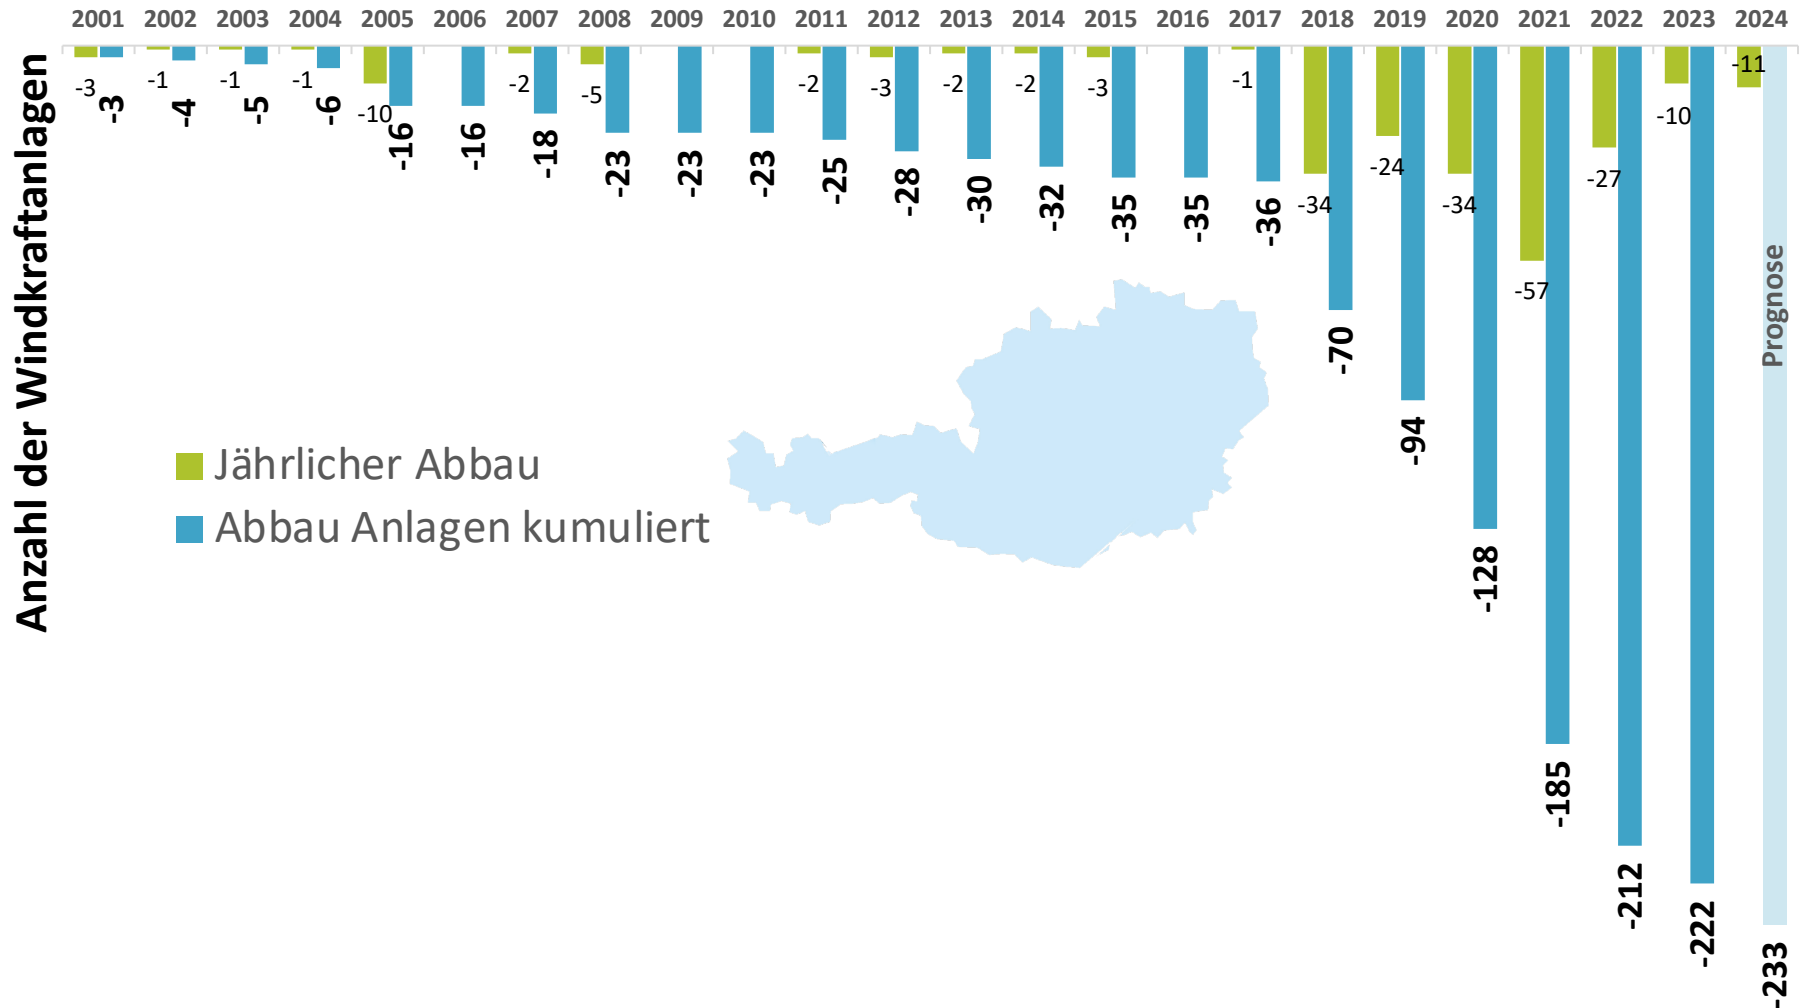 2001 2002 2003 2004 2005 2006 2007 2008 2009 2010 2011 2012 2013 2014 2015 2016 2017 2018 2019 2020 2021 2022 2023 2024
Anzahl der Windkraftanlagen
-3 -1 -1 -1 -10 -2 -5 -2 -3 -2 -2 -3 -1 -34 -24 -34 -57 -27 -10 -11
-3 -4 -5 -6 -16 -16 -18 -23 -23 -23 -25 -28 -30 -32 -35 -35 -36 -70 -94 -128 -185 -212 -222 -233
Prognose
Jährlicher Abbau
Abbau Anlagen kumuliert